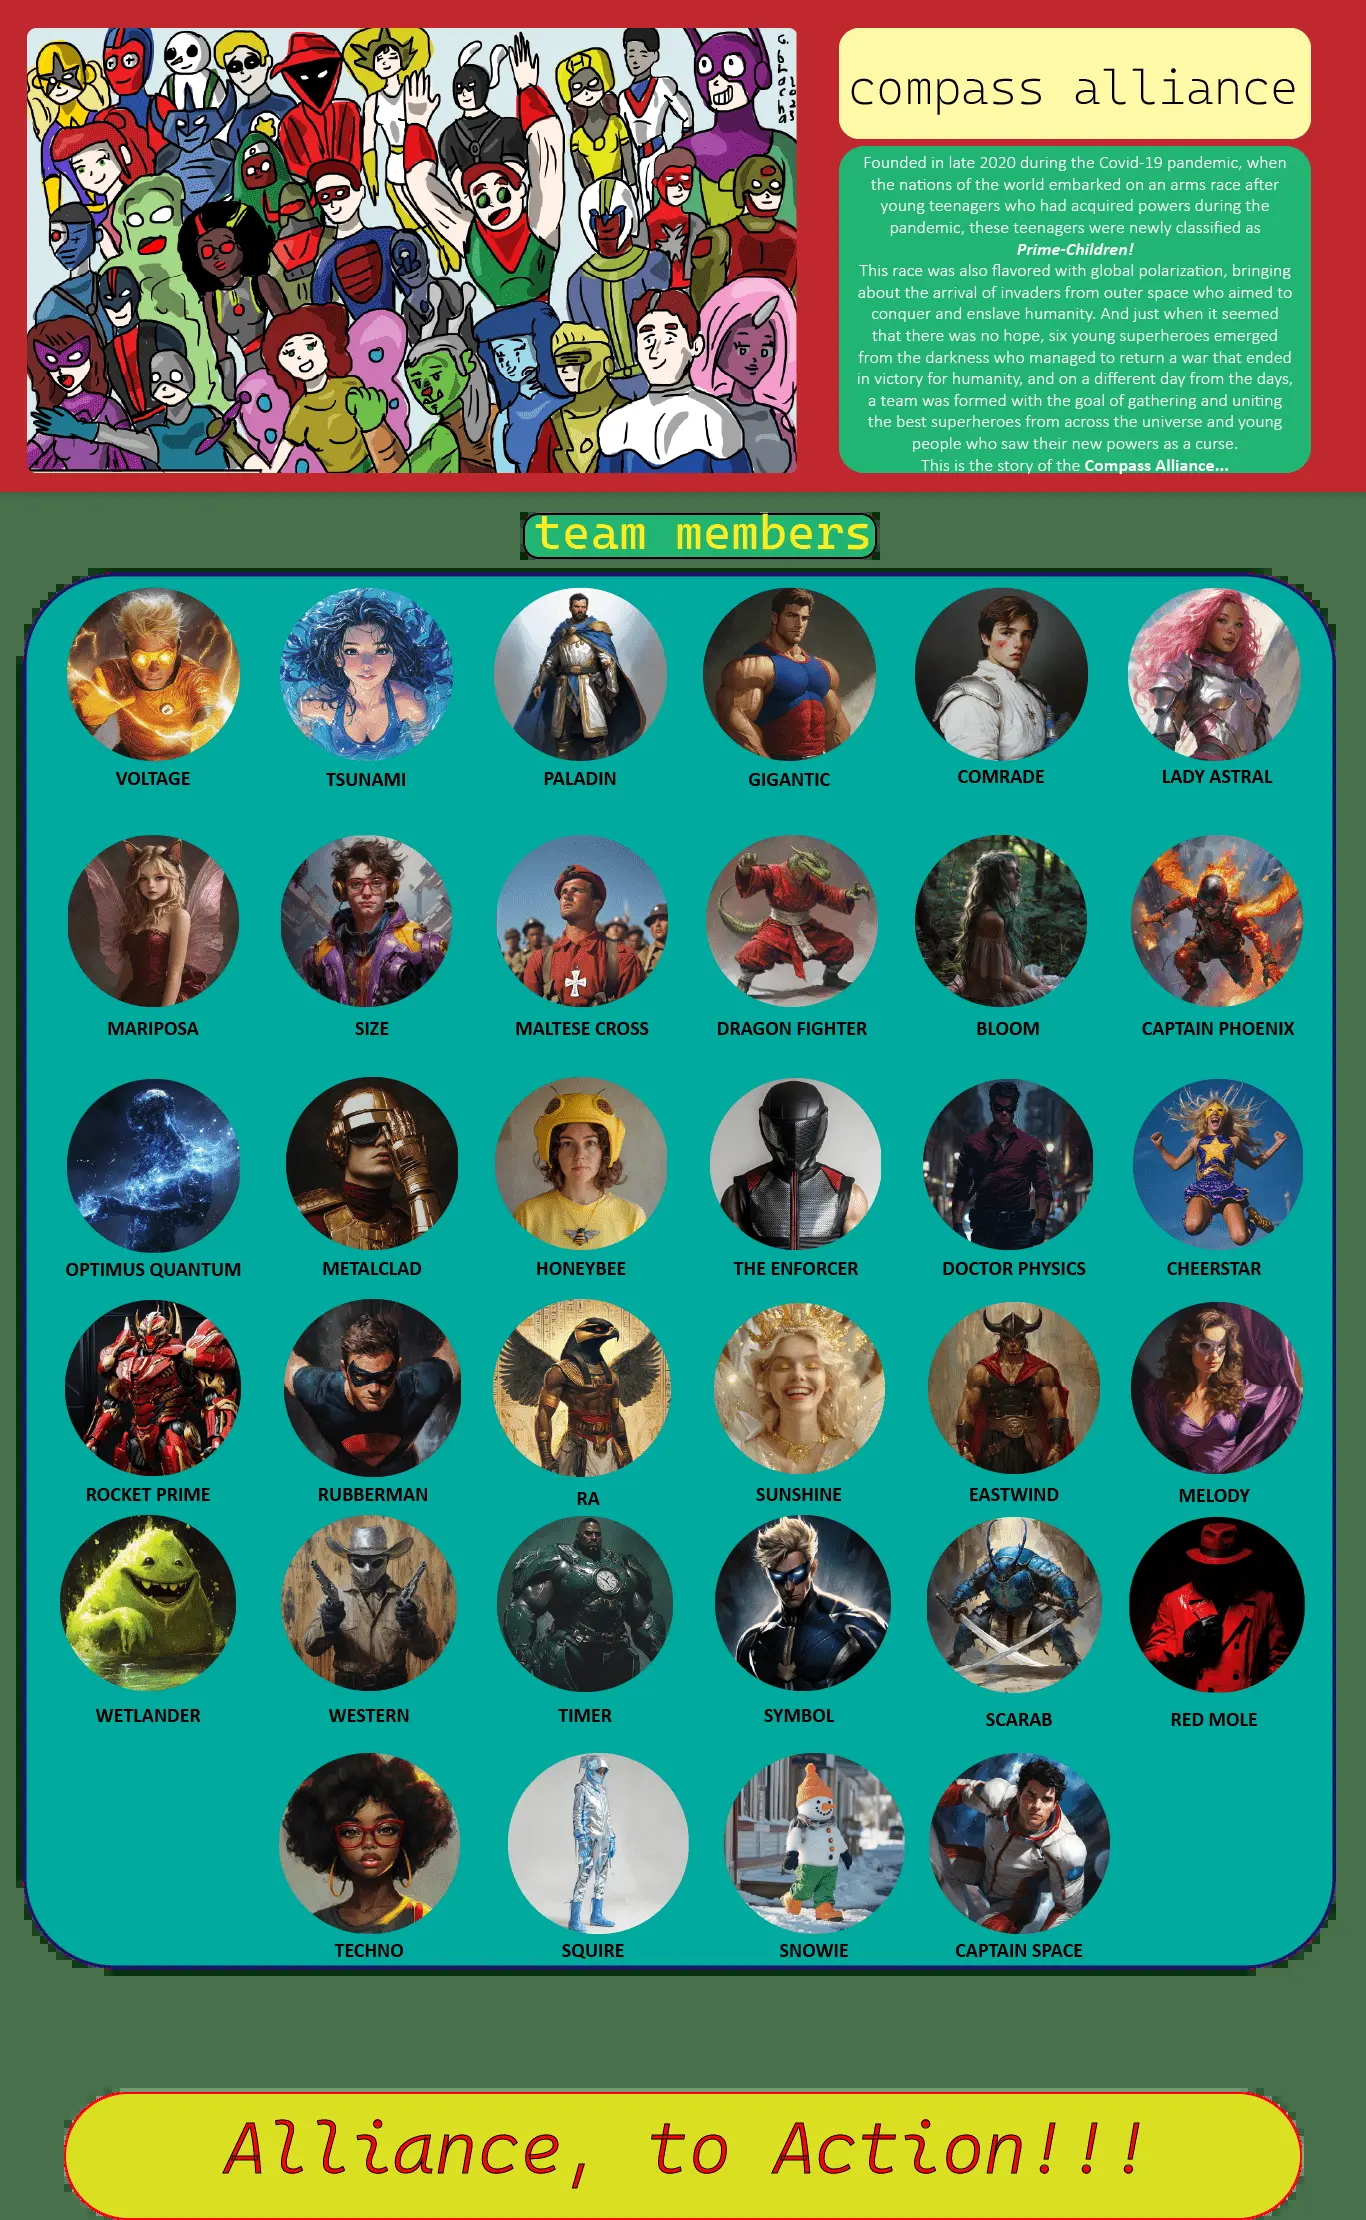 compass alliance
Founded in late 2020 during the Covid-19 pandemic, when
the nations of the world embarked on an arms race after
young teenagers who had acquired powers during the
pandemic, these teenagers were newly classified as
Prime-Children!
This race was also flavored with global polarization, bringing
about the arrival of invaders from outer space who aimed to
conquer and enslave humanity. And just when it seemed
that there was no hope, six young superheroes emerged
from the darkness who managed to return a war that ended
in victory for humanity, and on a different day from the days,
a team was formed with the goal of gathering and uniting
the best superheroes from across the universe and young
people who saw their new powers as a curse.
This is the story of the Compass Alliance...
team members
VOLTAGE
TSUNAMI
PALADIN
GIGANTIC
COMRADE
LADY ASTRAL
MARIPOSA
SIZE
MALTESE CROSS
DRAGON FIGHTER
BLOOM
CAPTAIN PHOENIX
OPTIMUS QUANTUM
METALCLAD
HONEYBEE
THE ENFORCER
DOCTOR PHYSICS
CHEERSTAR
ROCKET PRIME
RUBBERMAN
RA
SUNSHINE
EASTWIND
MELODY
WETLANDER
WESTERN
TIMER
SYMBOL
SCARAB
RED MOLE
TECHNO
SQUIRE
SNOWIE
CAPTAIN SPACE
Alliance, to Action!!!